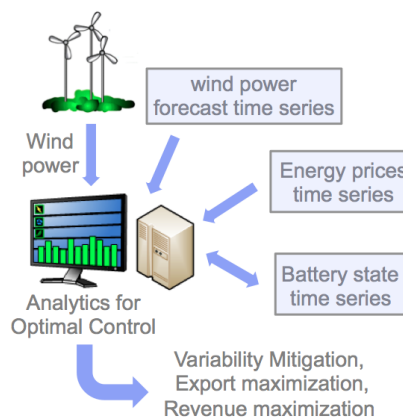 wind power
forecast time series
Wind
power
Energy prices
time series
Battery state
time series
Analytics for
Optimal Control
Variability Mitigation,
Export maximization,
Revenue maximization